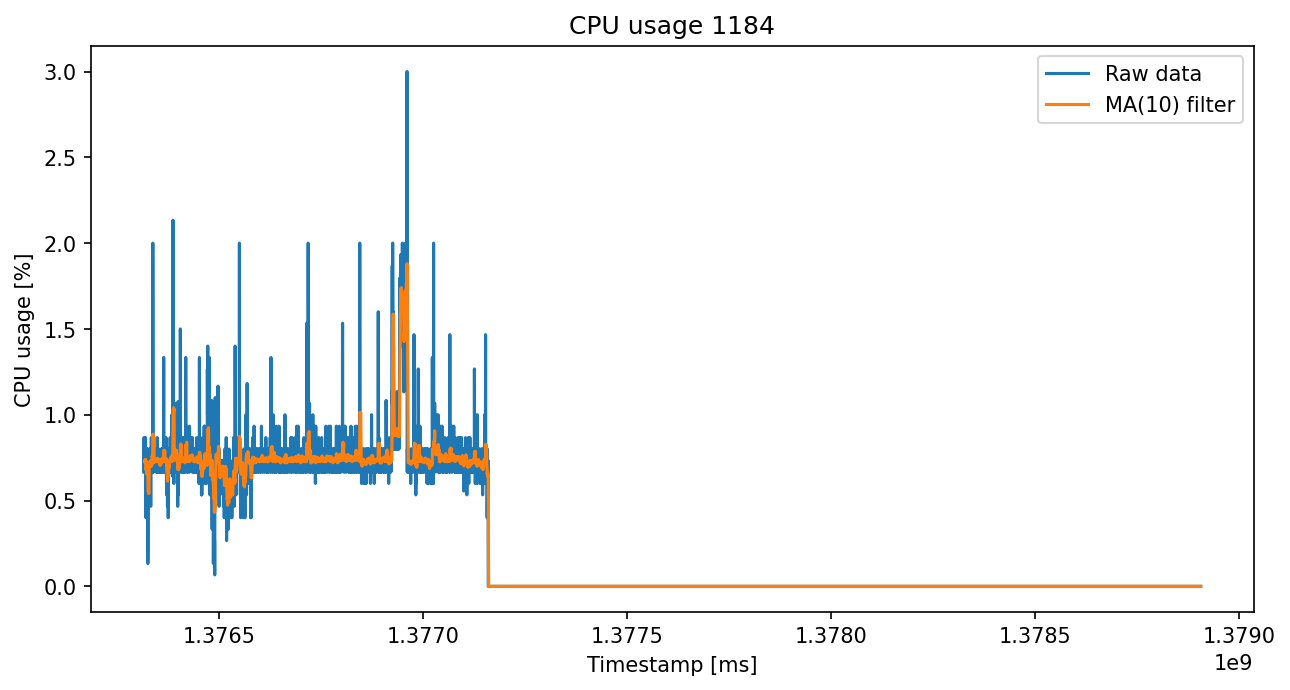 CPU usage 1184
Raw data
MA(10) filter
CPU usage [%]
3.0
2.5
2.0
1.5
1.0
0.5
0.0
1.3765 1.3770 1.3775 1.3780 1.3785 1.3790
Timestamp [ms]
1e9